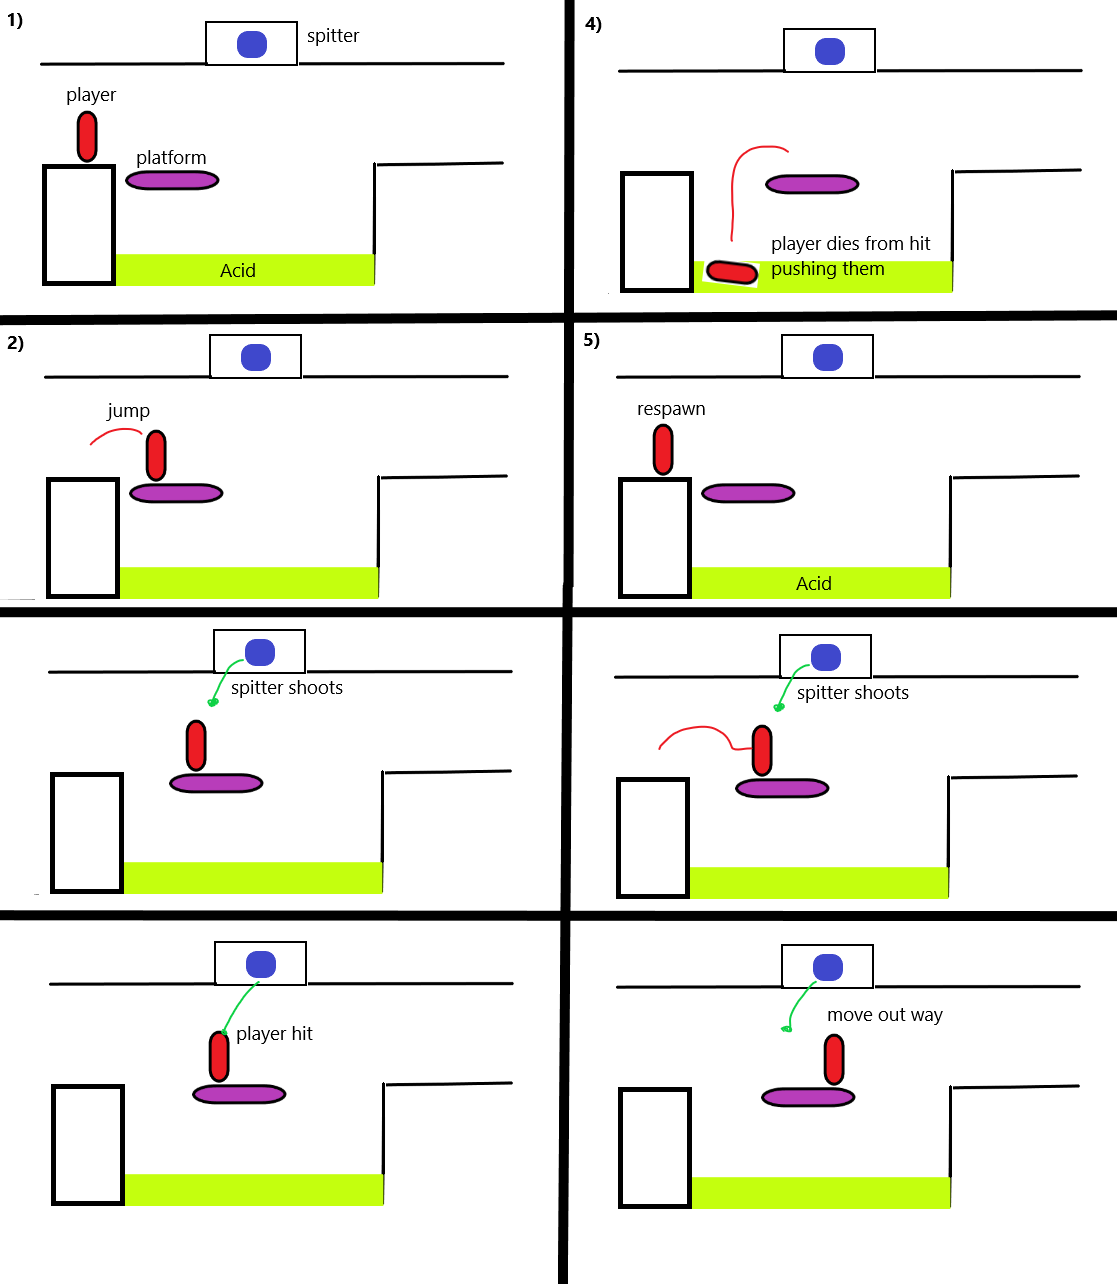 1)
spitter
player
platform
Acid
2)
jump
spitter shoots
player hit
4)
player dies from hit
pushing them
5)
respawn
Acid
spitter shoots
move out way